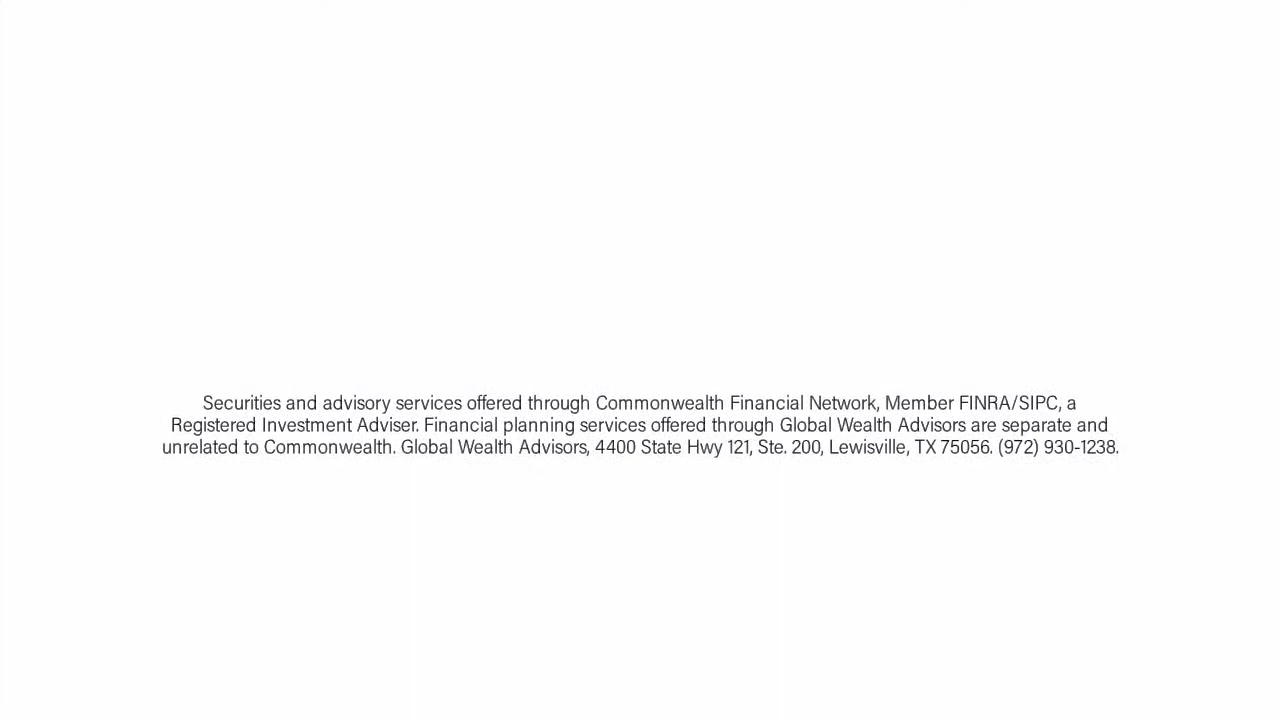 Securities and advisory services offered through Commonwealth Financial Network, Member FINRA/SIPC, a
Registered Investment Adviser. Financial planning services offered through Global Wealth Advisors are separate and
unrelated to Commonwealth. Global Wealth Advisors, 4400 State Hwy 121, Ste. 200, Lewisville, TX 75056. (972) 930-1238.